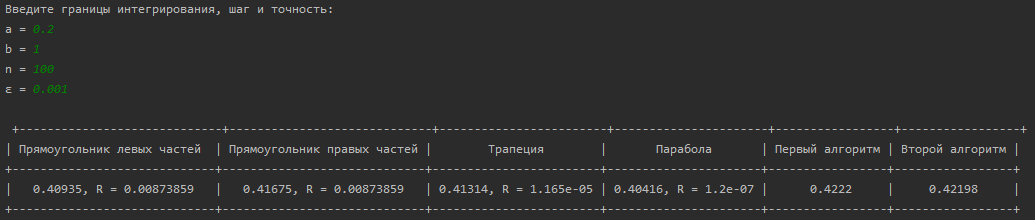 Введите границы интегрирования, шаг и точность:
a = 0.2
b = 1
n = 100
ε = 0.001
+-----------------------------+-----------------------------+------------------------+----------------------+-----------------+-----------------+
| Прямоугольник левых частей | Прямоугольник правых частей | Трапеция | Парабола | Первый алгоритм | Второй алгоритм |
+-----------------------------+-----------------------------+------------------------+----------------------+-----------------+-----------------+
| 0.40935, R = 0.00873859 | 0.41675, R = 0.00873859 | 0.41314, R = 1.165e-05 | 0.40416, R = 1.2e-07 | 0.4222 | 0.42198 |
+-----------------------------+-----------------------------+------------------------+----------------------+-----------------+-----------------+